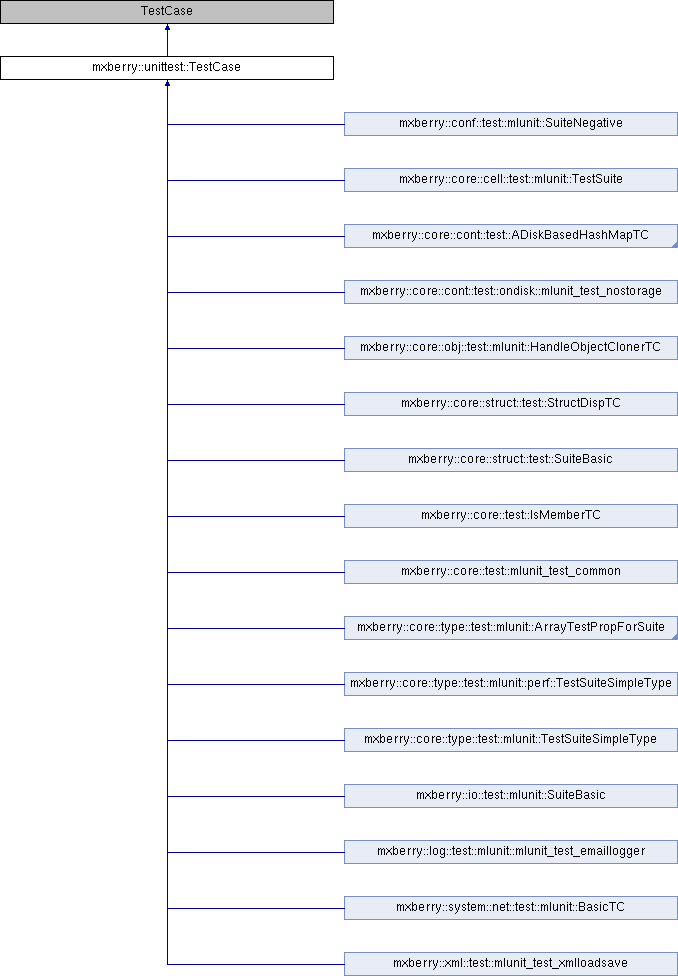 TestCase
mxberry::unittest::TestCase
mxberry::conf::test::mlunit::SuiteNegative
mxberry::core::cell::test::mlunit::TestSuite
mxberry::core::cont::test::ADiskBasedHashMapTC
mxberry::core::cont::test::ondisk::mlunit_test_nostorage
mxberry::core::obj::test::mlunit::HandleObjectClonerTC
mxberry::core::struct::test::StructDispTC
mxberry::core::struct::test::SuiteBasic
mxberry::core::test::IsMemberTC
mxberry::core::test::mlunit_test_common
mxberry::core::type::test::mlunit::ArrayTestPropForSuite
mxberry::core::type::test::mlunit::perf::TestSuiteSimpleType
mxberry::core::type::test::mlunit::TestSuiteSimpleType
mxberry::io::test::mlunit::SuiteBasic
mxberry::log::test::mlunit::mlunit_test_emaillogger
mxberry::system::net::test::mlunit::BasicTC
mxberry::xml::test::mlunit_test_xmlloadsave